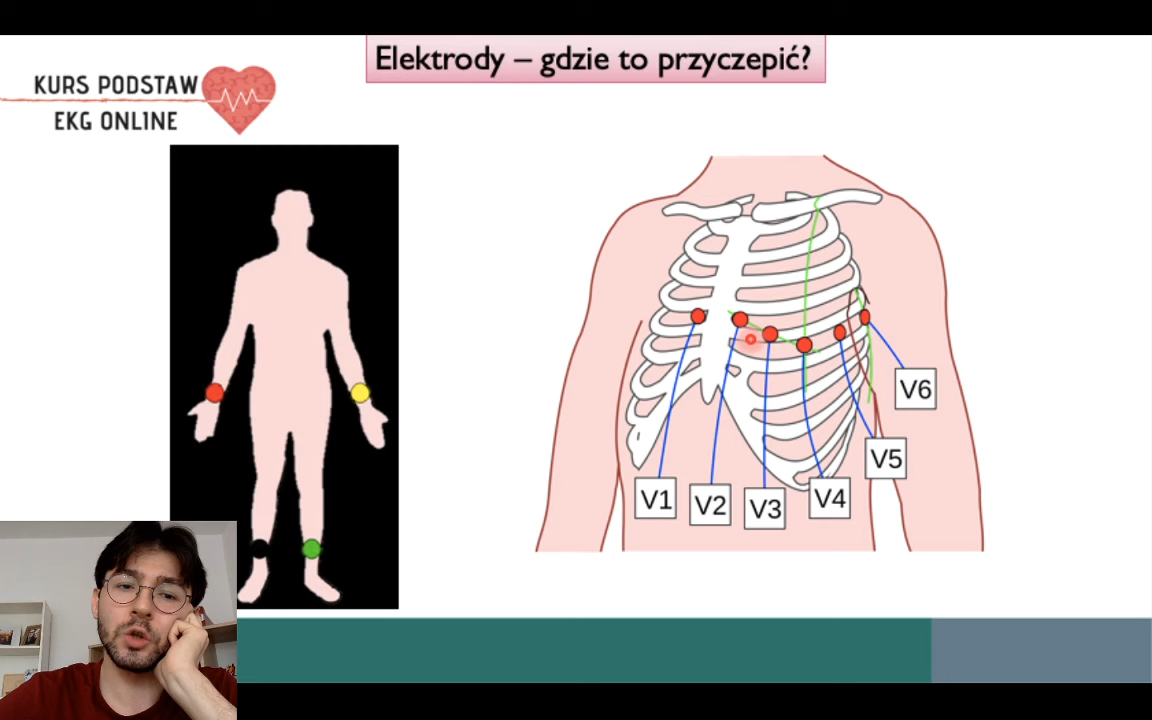 Elektrody – gdzie to przyczepić?
KURS PODSTAW
EKG ONLINE
V6
V5
V1
V2
V3
V4